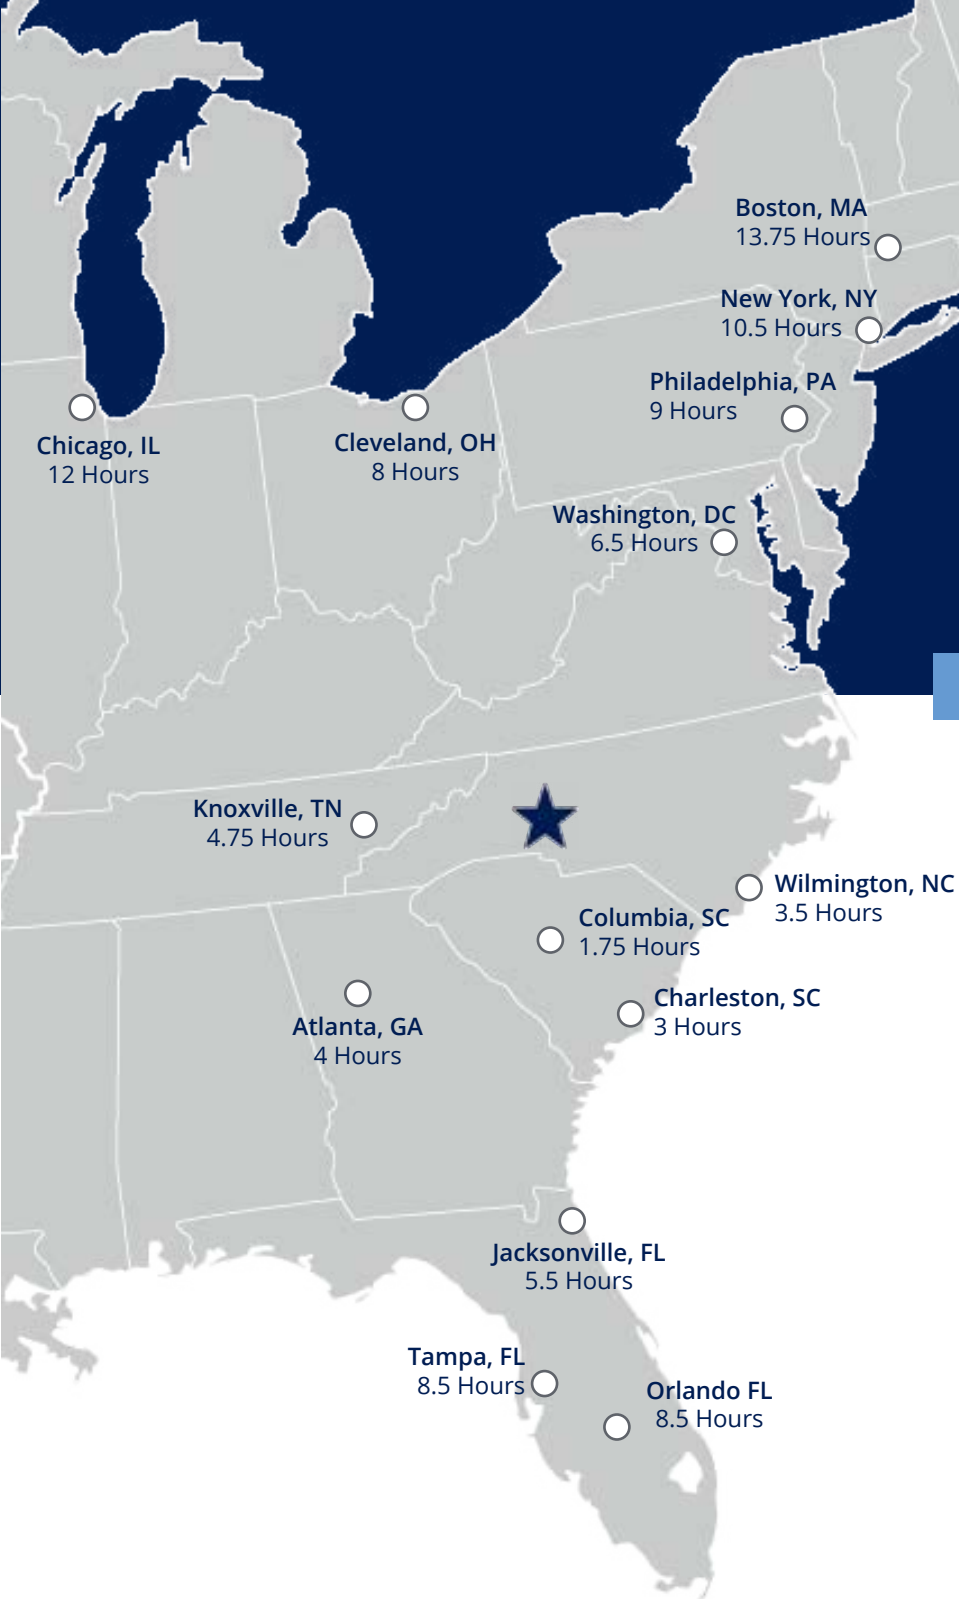 Boston, MA
13.75 Hours
New York, NY
10.5 Hours
Philadelphia, PA
9 Hours
Chicago, IL
12 Hours
Cleveland, OH
8 Hours
Washington, DC
6.5 Hours
Knoxville, TN
4.75 Hours
Wilmington, NC
3.5 Hours
Columbia, SC
1.75 Hours
Charleston, SC
3 Hours
Atlanta, GA
4 Hours
Jacksonville, FL
5.5 Hours
Tampa, FL
8.5 Hours
Orlando FL
8.5 Hours